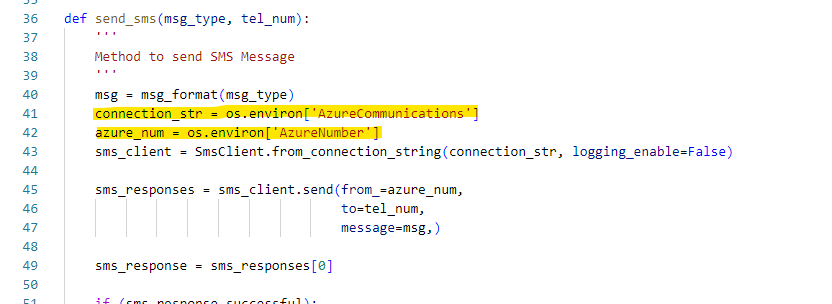 36 def send_sms(msg_type, tel_num):
37 '''
38 Method to send SMS Message
39 '''
40 msg = msg_format(msg_type)
41 connection_str = os.environ['AzureCommunications']
42 azure_num = os.environ['AzureNumber']
43 sms_client = SmsClient.from_connection_string(connection_str, logging_enable=False)
44
45 sms_responses = sms_client.send(from_=azure_num,
46 to=tel_num,
47 message=msg,)
48
49 sms_response = sms_responses[0]
50
51 if (sms_response.successful):